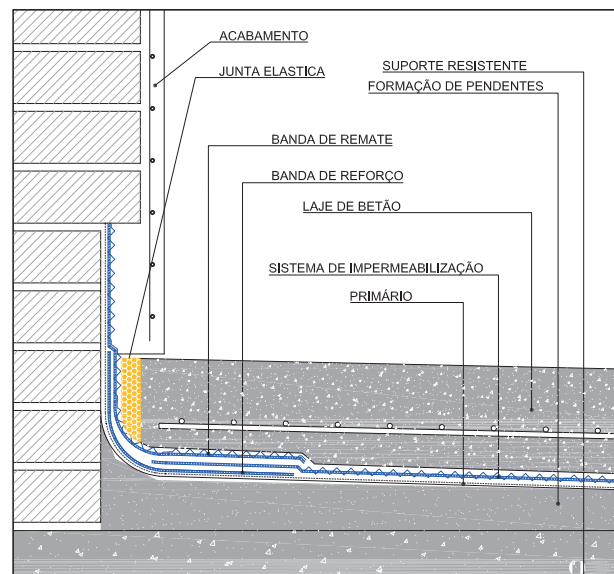 ACABAMENTO
JUNTA ELASTICA
SUPORTE RESISTENTE
FORMAÇÃO DE PENDENTES
BANDA DE REMATE
BANDA DE REFORÇO
LAJE DE BETÃO
SISTEMA DE IMPERMEABILIZAÇÃO
PRIMÁRIO